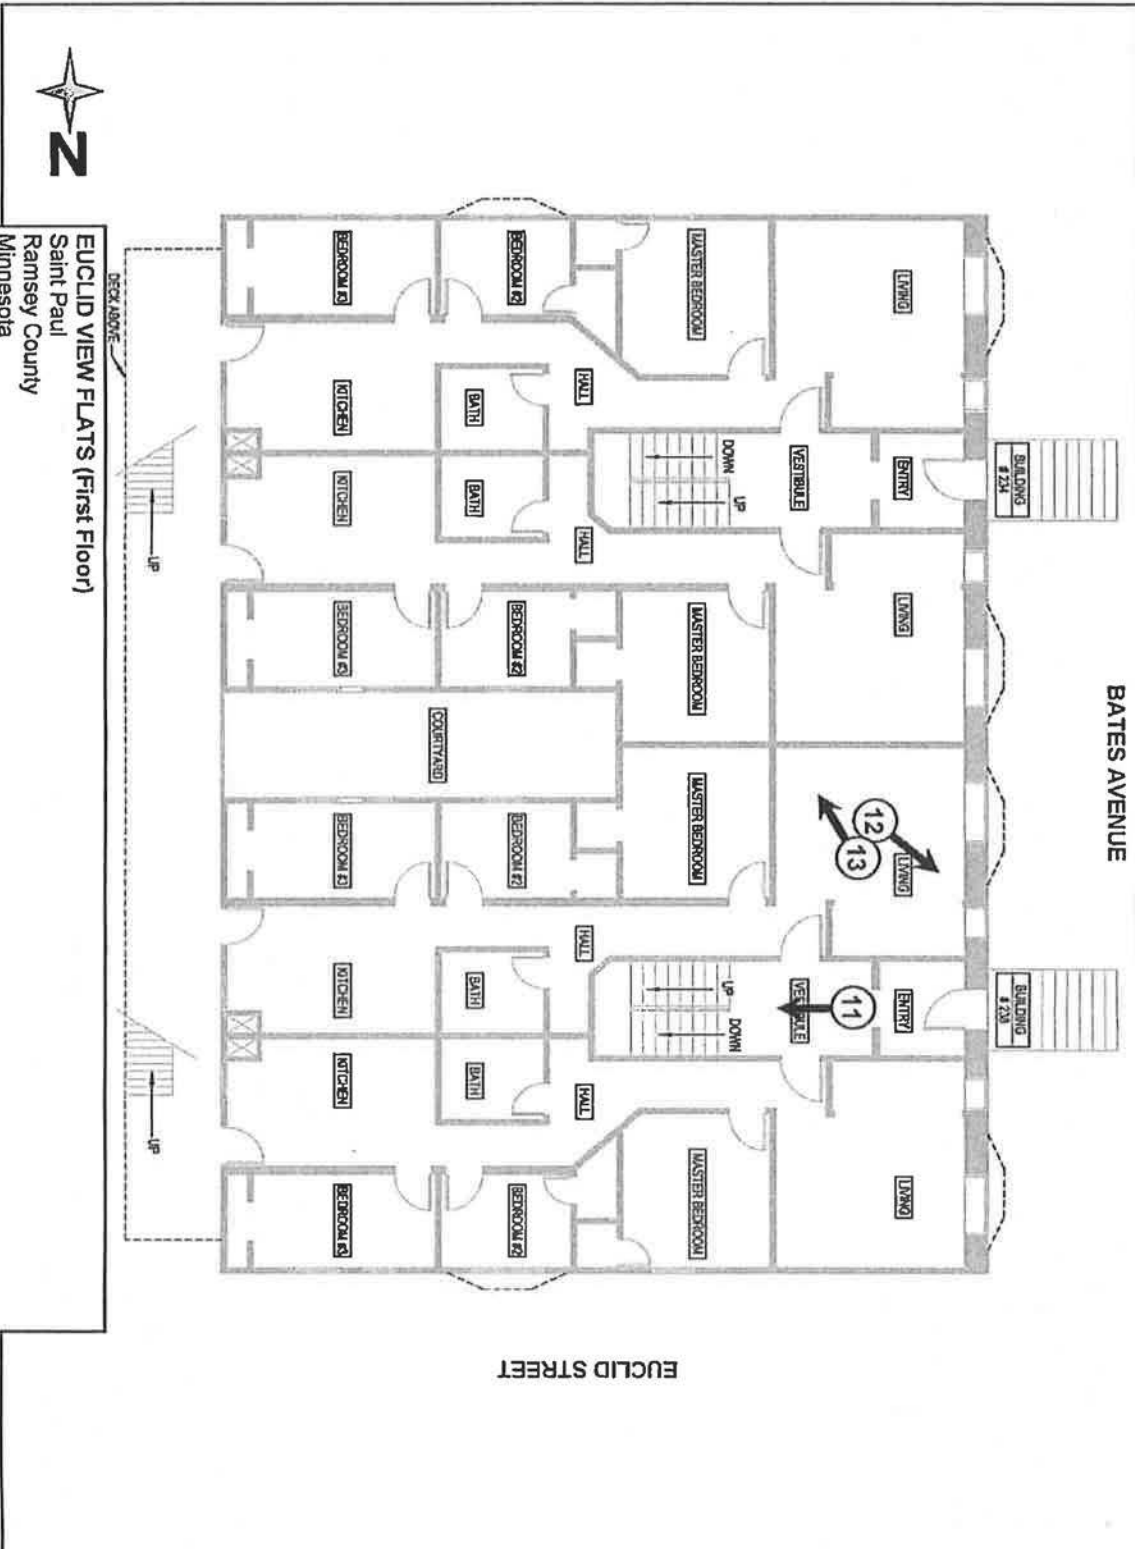 BATES AVENUE
BUILDING
# 234
BUILDING
# 238
LIVING
ENTRY
LIVING
LIVING
ENTRY
LIVING
12
13
11
VESTIBULE
VESTIBULE
DOWN
UP
UP
DOWN
MASTER BEDROOM
MASTER BEDROOM
MASTER BEDROOM
MASTER BEDROOM
EUCLID STREET
HALL
HALL
HALL
HALL
BEDROOM #2
BATH
BATH
BEDROOM #2
BEDROOM #2
BATH
BATH
BEDROOM #2
COURTYARD
BEDROOM #3
KITCHEN
KITCHEN
BEDROOM #3
BEDROOM #3
KITCHEN
KITCHEN
BEDROOM #3
UP
UP
DECK ABOVE
N
EUCLID VIEW FLATS (First Floor)
Saint Paul
Ramsey County
Minnesota